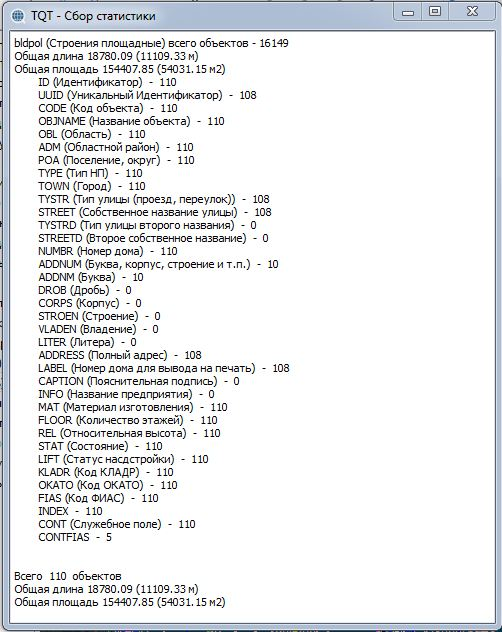 TQT - Сбор статистики
bldpol (Строения площадные) всего объектов - 16149
Общая длина 18780.09 (11109.33 м)
Общая площадь 154407.85 (54031.15 м2)
ID (Идентификатор) - 110
UUID (Уникальный Идентификатор) - 108
CODE (Код объекта) - 110
OBJNAME (Название объекта) - 110
OBL (Область) - 110
ADM (Областной район) - 110
POA (Поселение, округ) - 110
TYPE (Тип НП) - 110
TOWN (Город) - 110
TYSTR (Тип улицы (проезд, переулок)) - 108
STREET (Собственное название улицы) - 108
TYSTRD (Тип улицы второго названия) - 0
STREETD (Второе собственное название) - 0
NUMBR (Номер дома) - 110
ADDNUM (Буква, корпус, строение и т.п.) - 10
ADDNM (Буква) - 10
DROB (Дробь) - 0
CORPS (Корпус) - 0
STROEN (Строение) - 0
VLADEN (Владение) - 0
LITER (Литера) - 0
ADDRESS (Полный адрес) - 108
LABEL (Номер дома для вывода на печать) - 108
CAPTION (Пояснительная подпись) - 0
INFO (Название предприятия) - 0
MAT (Материал изготовления) - 110
FLOOR (Количество этажей) - 110
REL (Относительная высота) - 110
STAT (Состояние) - 110
LIFT (Статус насдстройки) - 110
KLADR (Код КЛАДР) - 110
OKATO (Код ОКАТО) - 110
FIAS (Код ФИАС) - 110
INDEX - 110
CONT (Служебное поле) - 110
CONTFIAS - 5
Всего 110 объектов
Общая длина 18780.09 (11109.33 м)
Общая площадь 154407.85 (54031.15 м2)